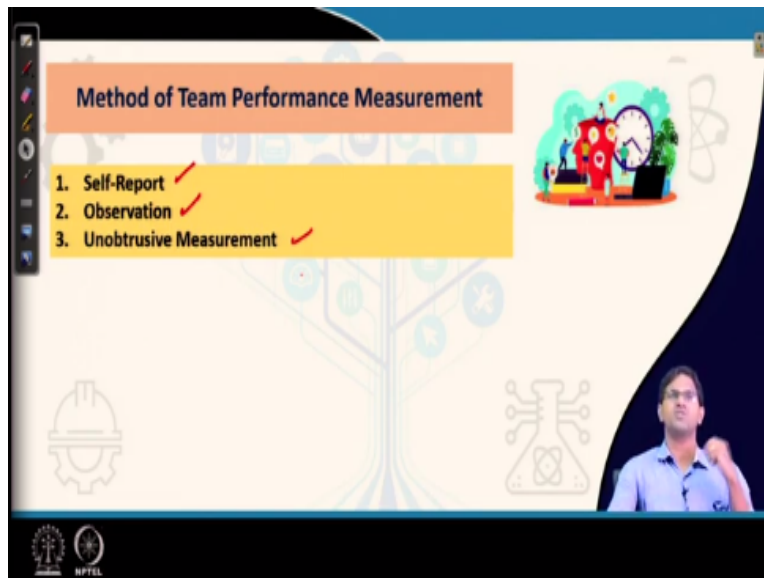 Method of Team Performance Measurement
1. Self-Report
2. Observation
3. Unobtrusive Measurement
NPTEL